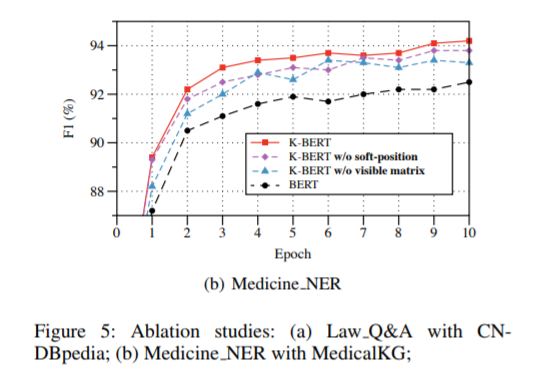 94
92
90
88
F1 (%)
K-BERT
K-BERT w/o soft-position
K-BERT w/o visible matrix
BERT
0 1 2 3 4 5 6 7 8 9 10
Epoch
(b) Medicine_NER
Figure 5: Ablation studies: (a) Law_Q&A with CN-
DBpedia; (b) Medicine_NER with MedicalKG;